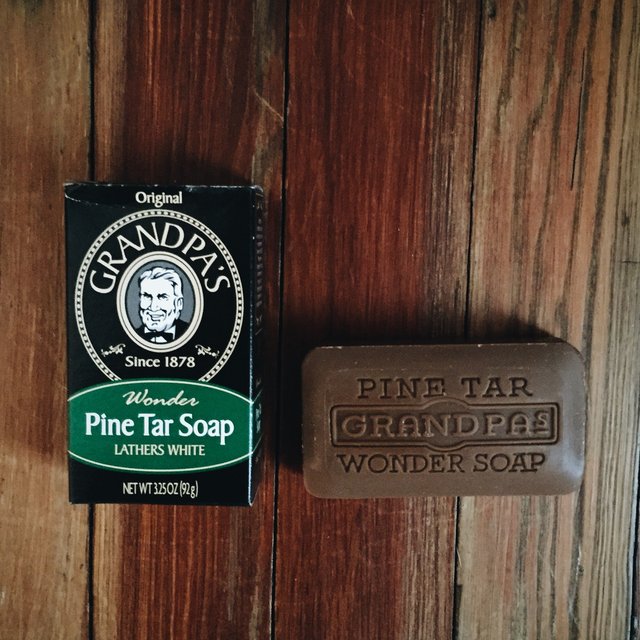 Original
GRANDPA'S
Since 1878
Wonder
Pine Tar Soap
LATHERS WHITE
NET WT 3.25 OZ (92g)
PINE TAR
GRANDPAS
WONDER SOAP